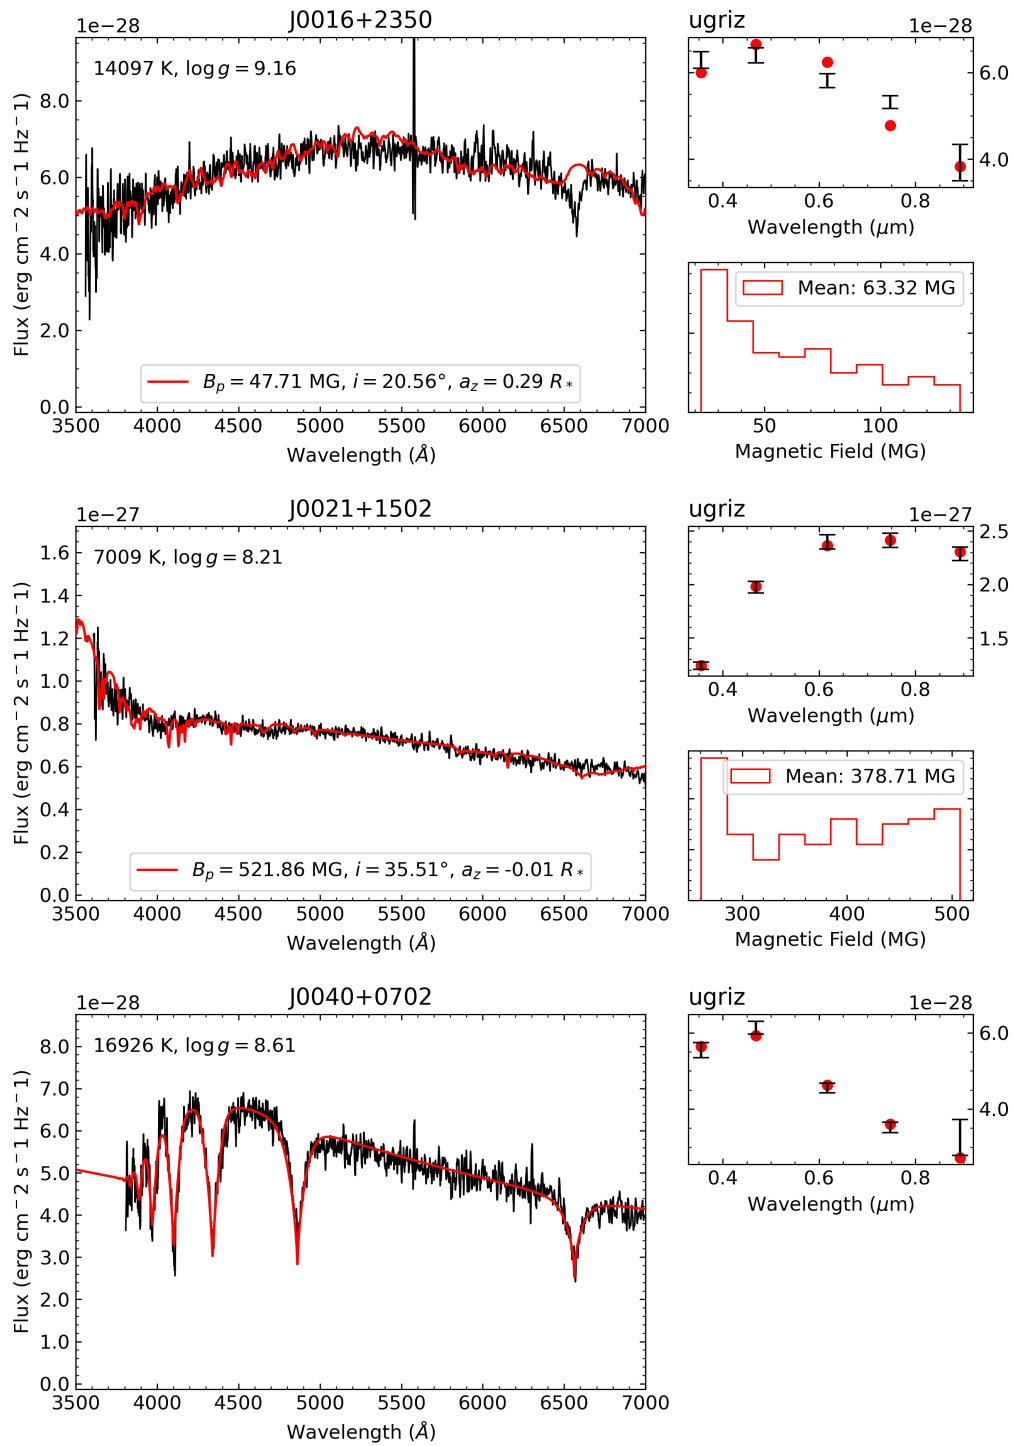 J0016+2350
1e−28
14097 K, log g = 9.16
8.0
6.0
4.0
2.0
0.0
Flux (erg cm−2 s−1 Hz−1)
B_p = 47.71 MG, i = 20.56°, a_z = 0.29 R_*
3500 4000 4500 5000 5500 6000 6500 7000
Wavelength (Å)
ugriz
1e−28
6.0
4.0
0.4 0.6 0.8
Wavelength (μm)
Mean: 63.32 MG
50 100
Magnetic Field (MG)
J0021+1502
1e−27
7009 K, log g = 8.21
1.6
1.4
1.2
1.0
0.8
0.6
0.4
0.2
0.0
Flux (erg cm−2 s−1 Hz−1)
B_p = 521.86 MG, i = 35.51°, a_z = -0.01 R_*
3500 4000 4500 5000 5500 6000 6500 7000
Wavelength (Å)
ugriz
1e−27
2.5
2.0
1.5
0.4 0.6 0.8
Wavelength (μm)
Mean: 378.71 MG
300 400 500
Magnetic Field (MG)
J0040+0702
1e−28
16926 K, log g = 8.61
8.0
7.0
6.0
5.0
4.0
3.0
2.0
1.0
0.0
Flux (erg cm−2 s−1 Hz−1)
3500 4000 4500 5000 5500 6000 6500 7000
Wavelength (Å)
ugriz
1e−28
6.0
4.0
0.4 0.6 0.8
Wavelength (μm)